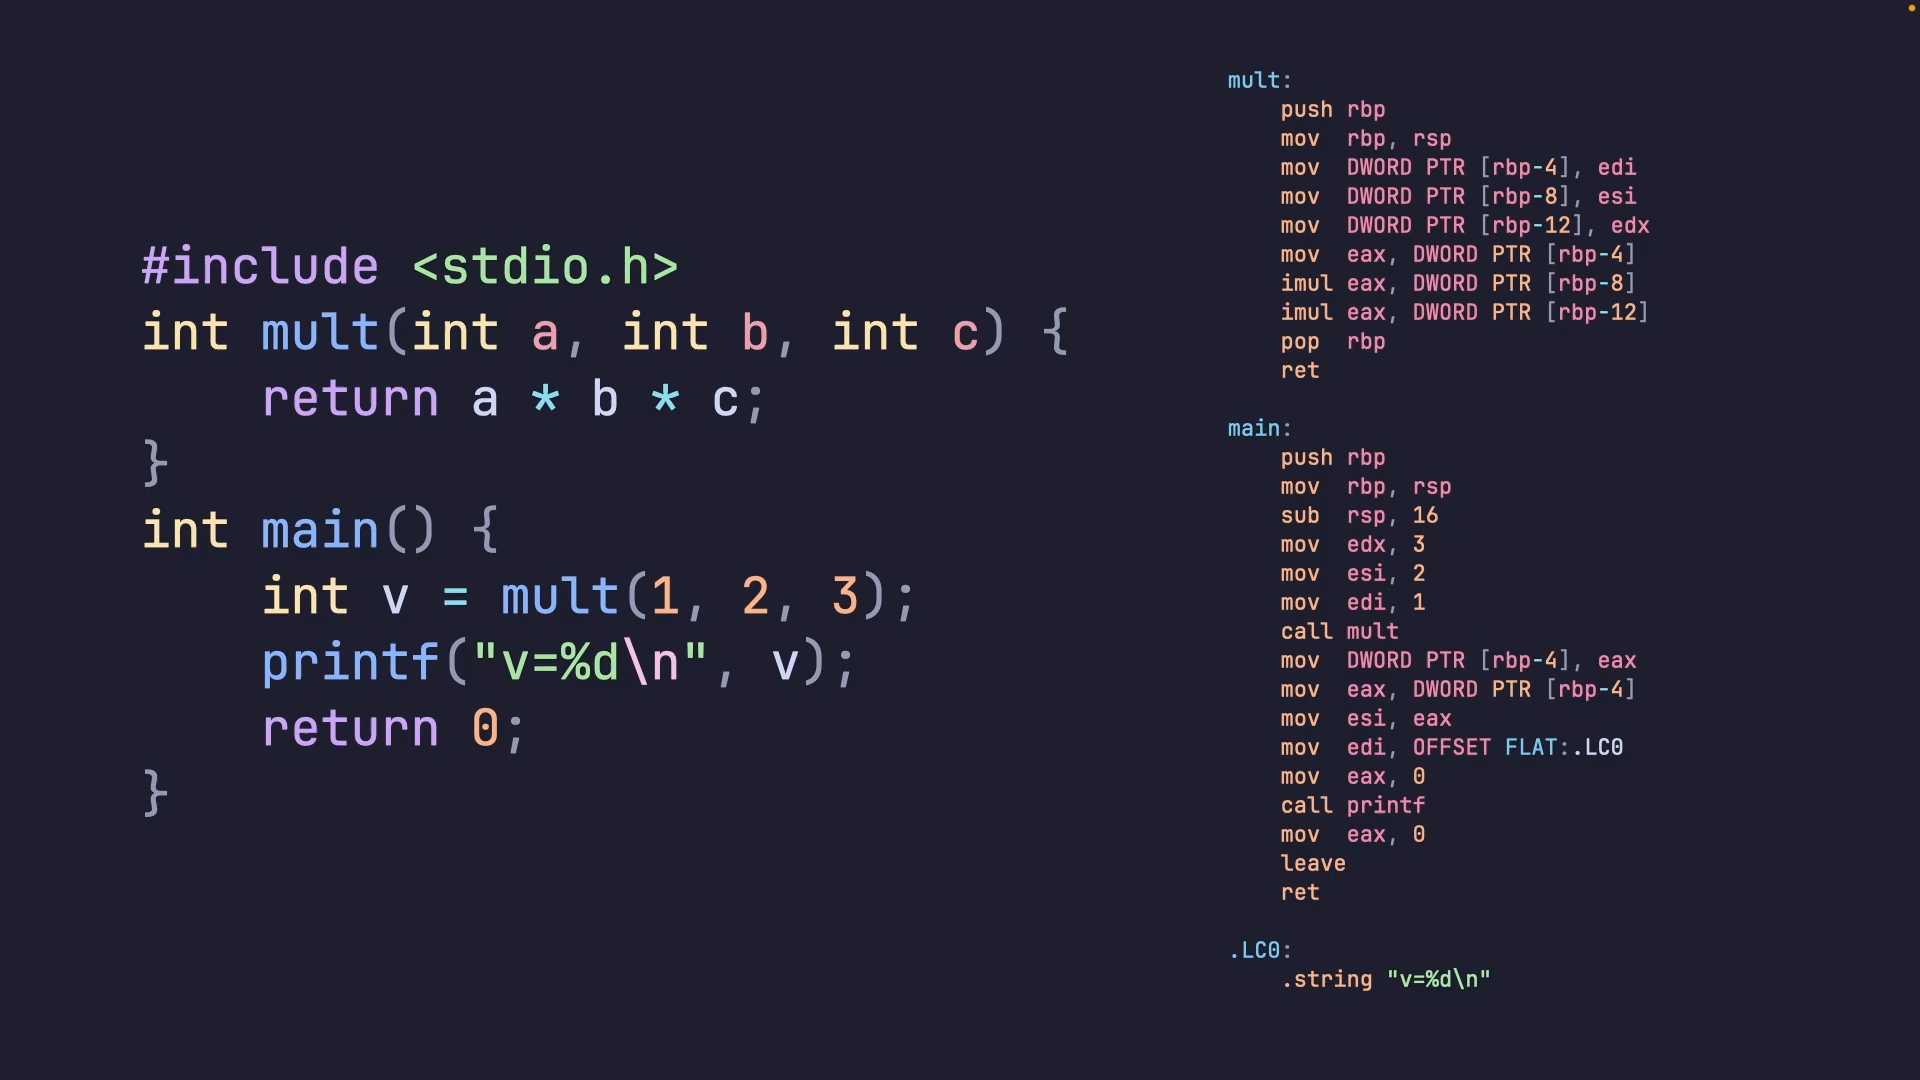 #include <stdio.h>
int mult(int a, int b, int c) {
    return a * b * c;
}
int main() {
    int v = mult(1, 2, 3);
    printf("v=%d\n", v);
    return 0;
}
mult:
    push rbp
    mov  rbp, rsp
    mov  DWORD PTR [rbp-4], edi
    mov  DWORD PTR [rbp-8], esi
    mov  DWORD PTR [rbp-12], edx
    mov  eax, DWORD PTR [rbp-4]
    imul eax, DWORD PTR [rbp-8]
    imul eax, DWORD PTR [rbp-12]
    pop  rbp
    ret
main:
    push rbp
    mov  rbp, rsp
    sub  rsp, 16
    mov  edx, 3
    mov  esi, 2
    mov  edi, 1
    call mult
    mov  DWORD PTR [rbp-4], eax
    mov  eax, DWORD PTR [rbp-4]
    mov  esi, eax
    mov  edi, OFFSET FLAT:.LC0
    mov  eax, 0
    call printf
    mov  eax, 0
    leave
    ret
.LC0:
    .string "v=%d\n"